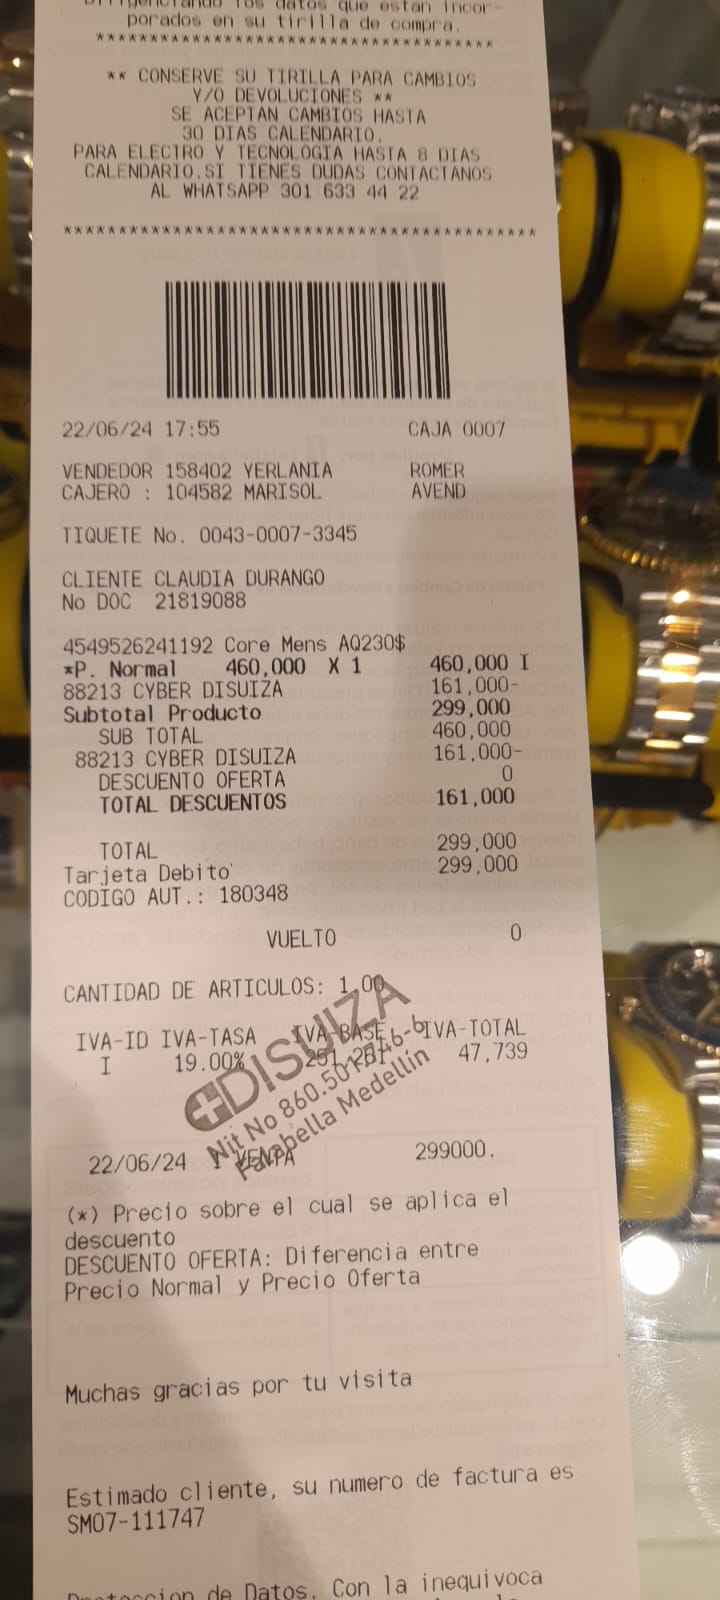 Diligenciando los datos que estan incor-
porados en su tirilla de compra.
*******************************************
** CONSERVE SU TIRILLA PARA CAMBIOS
Y/O DEVOLUCIONES **
SE ACEPTAN CAMBIOS HASTA
30 DIAS CALENDARIO.
PARA ELECTRO Y TECNOLOGIA HASTA 8 DIAS
CALENDARIO.SI TIENES DUDAS CONTACTANOS
AL WHATSAPP 301 633 44 22
*******************************************
22/06/24 17:55 CAJA 0007
VENDEDOR 158402 YERLANIA ROMER
CAJERO : 104582 MARISOL AVEND
TIQUETE No. 0043-0007-3345
CLIENTE CLAUDIA DURANGO
No DOC 21819088
4549526241192 Core Mens AQ230$
*P. Normal 460,000 X 1 460,000 I
88213 CYBER DISUIZA 161,000-
Subtotal Producto 299,000
SUB TOTAL 460,000
88213 CYBER DISUIZA 161,000-
DESCUENTO OFERTA 0
TOTAL DESCUENTOS 161,000
TOTAL 299,000
Tarjeta Debito 299,000
CODIGO AUT.: 180348
VUELTO 0
CANTIDAD DE ARTICULOS: 1.00
IVA-ID IVA-TASA IVA-BASE IVA-TOTAL
I 19.00% 47,739
DISUIZA
Nit No 860.501
Falabella Medellin
22/06/24 299000.
(*) Precio sobre el cual se aplica el
descuento
DESCUENTO OFERTA: Diferencia entre
Precio Normal y Precio Oferta
Muchas gracias por tu visita
Estimado cliente, su numero de factura es
SM07-111747
Proteccion de Datos. Con la inequivoca